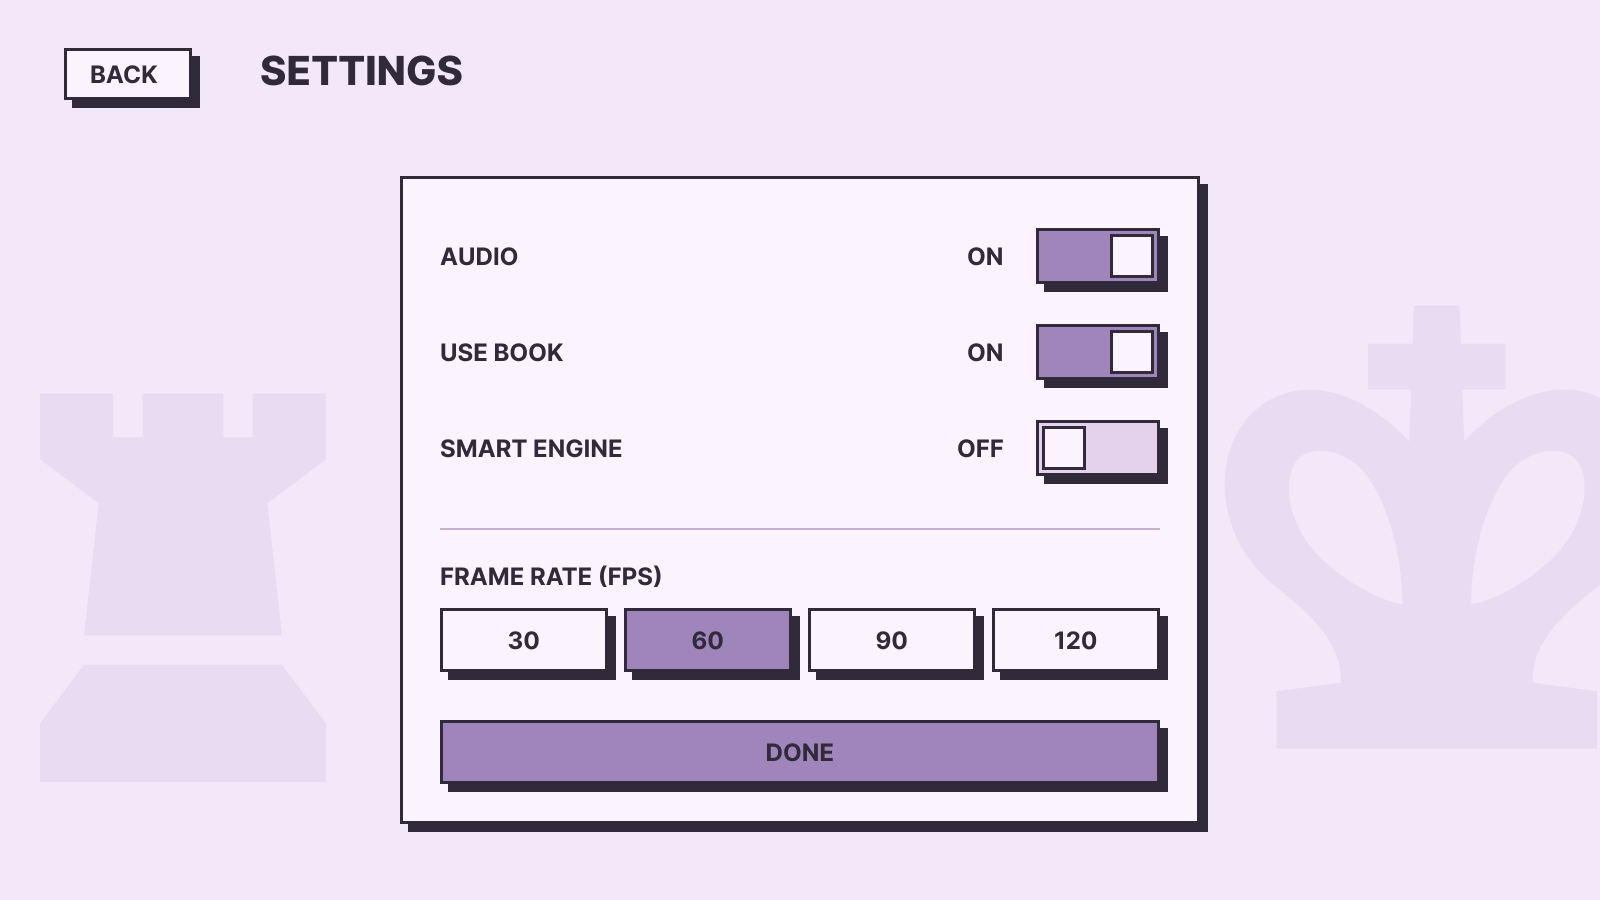 BACK
SETTINGS
AUDIO ON
USE BOOK ON
SMART ENGINE OFF
FRAME RATE (FPS)
30 60 90 120
DONE